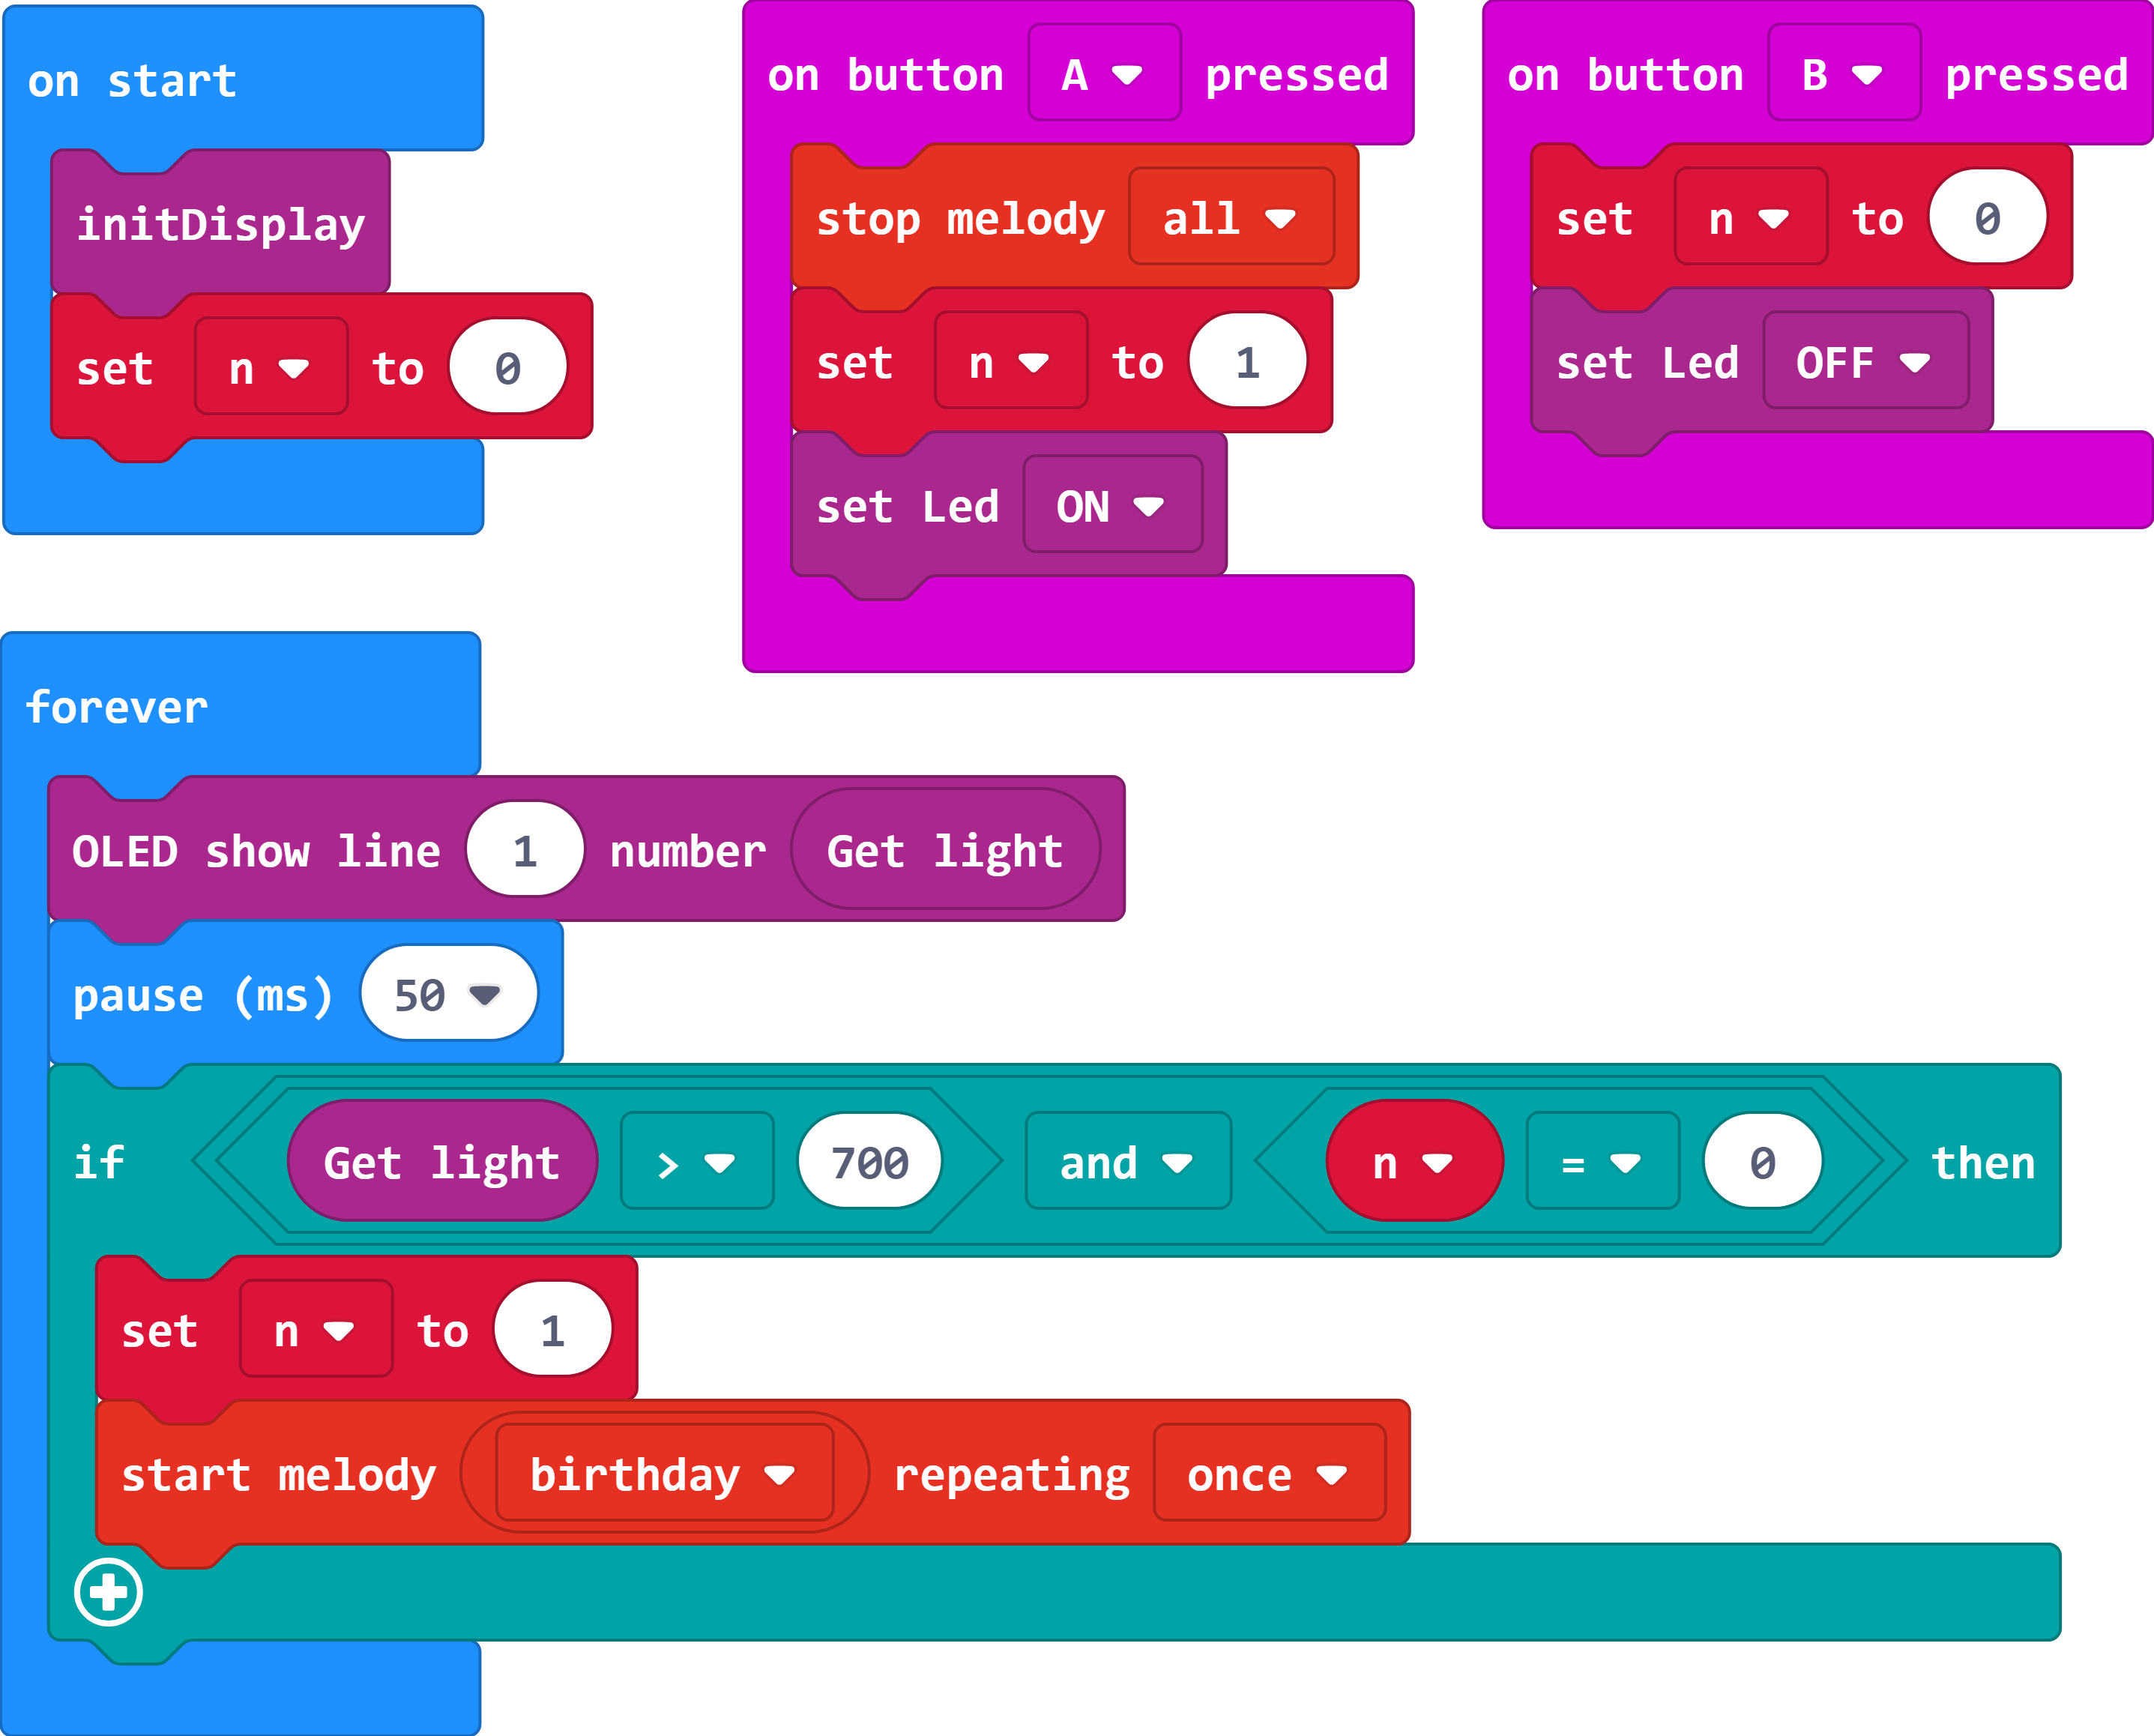 on start
initDisplay
set n to 0
on button A pressed
stop melody all
set n to 1
set Led ON
on button B pressed
set n to 0
set Led OFF
forever
OLED show line 1 number Get light
pause (ms) 50
if Get light > 700 and n = 0 then
set n to 1
start melody birthday repeating once